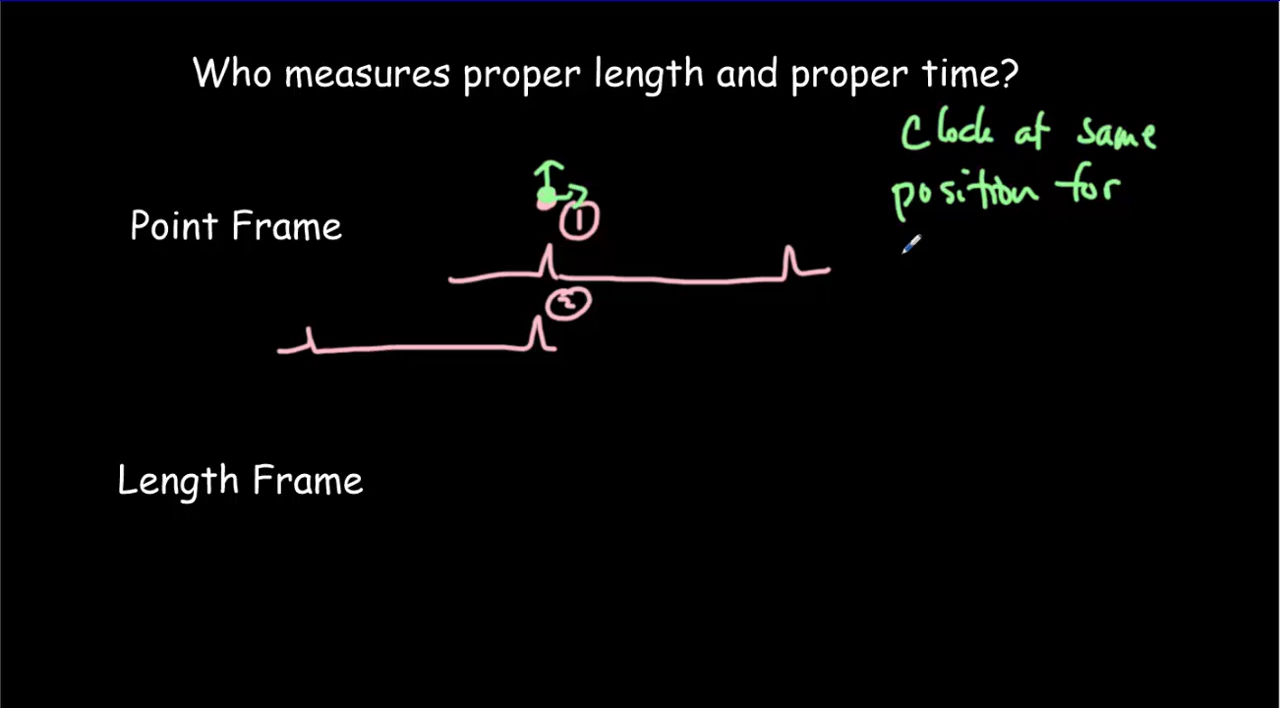 Who measures proper length and proper time?
Clock at same
position for
Point Frame
1
2
Length Frame